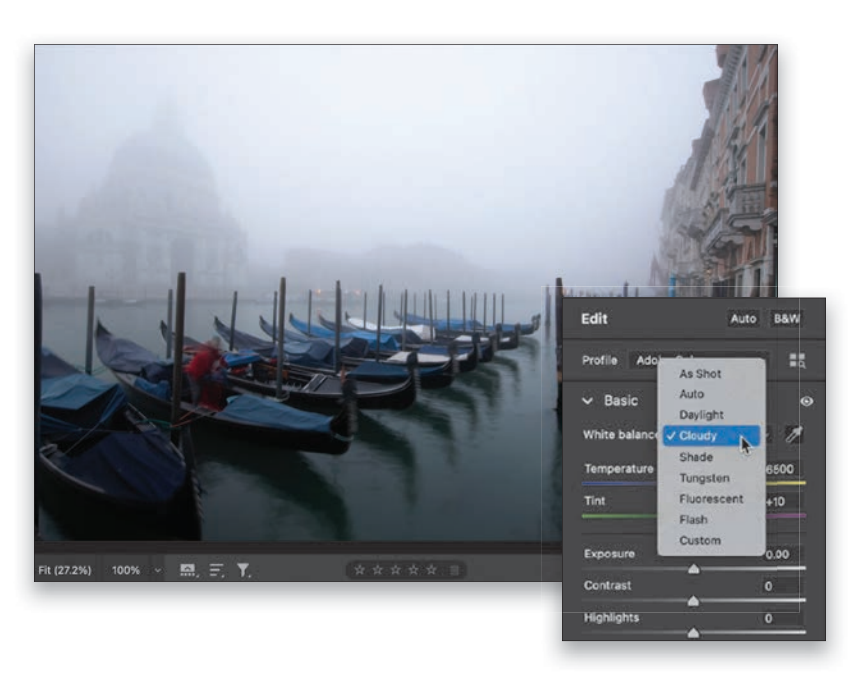 Edit Auto B&W
Profile
Basic
As Shot
Auto
Daylight
White balance Cloudy
Shade
Temperature 6500
Tungsten
Tint Fluorescent +10
Flash
Custom
Exposure 0.00
Contrast 0
Highlights 0
Fit (27.2%) 100%